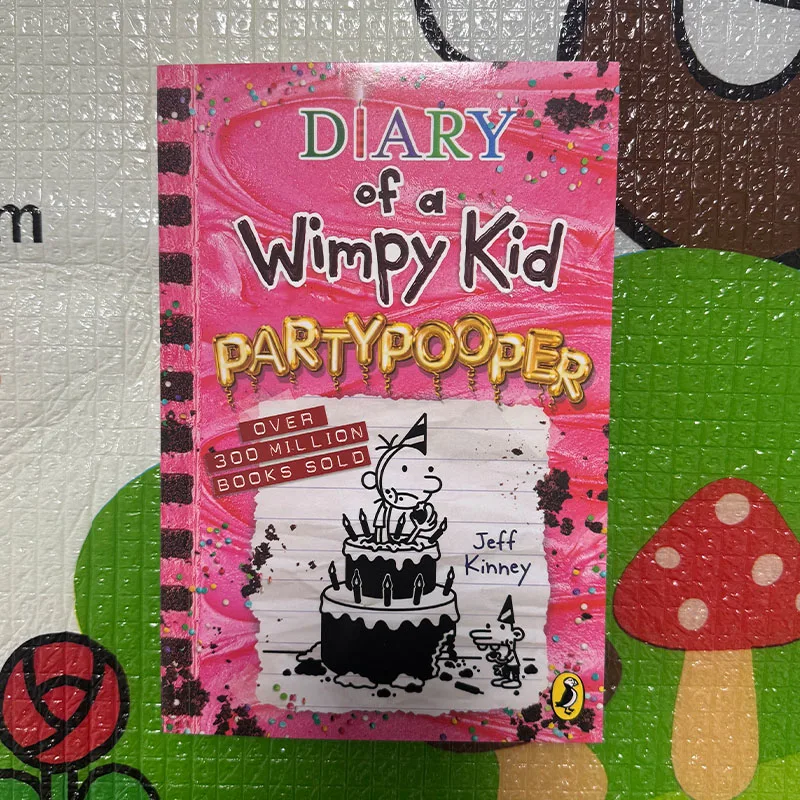 DIARY
of a
Wimpy Kid
PARTYPOOPER
OVER
300 MILLION
BOOKS SOLD
Jeff
Kinney
m